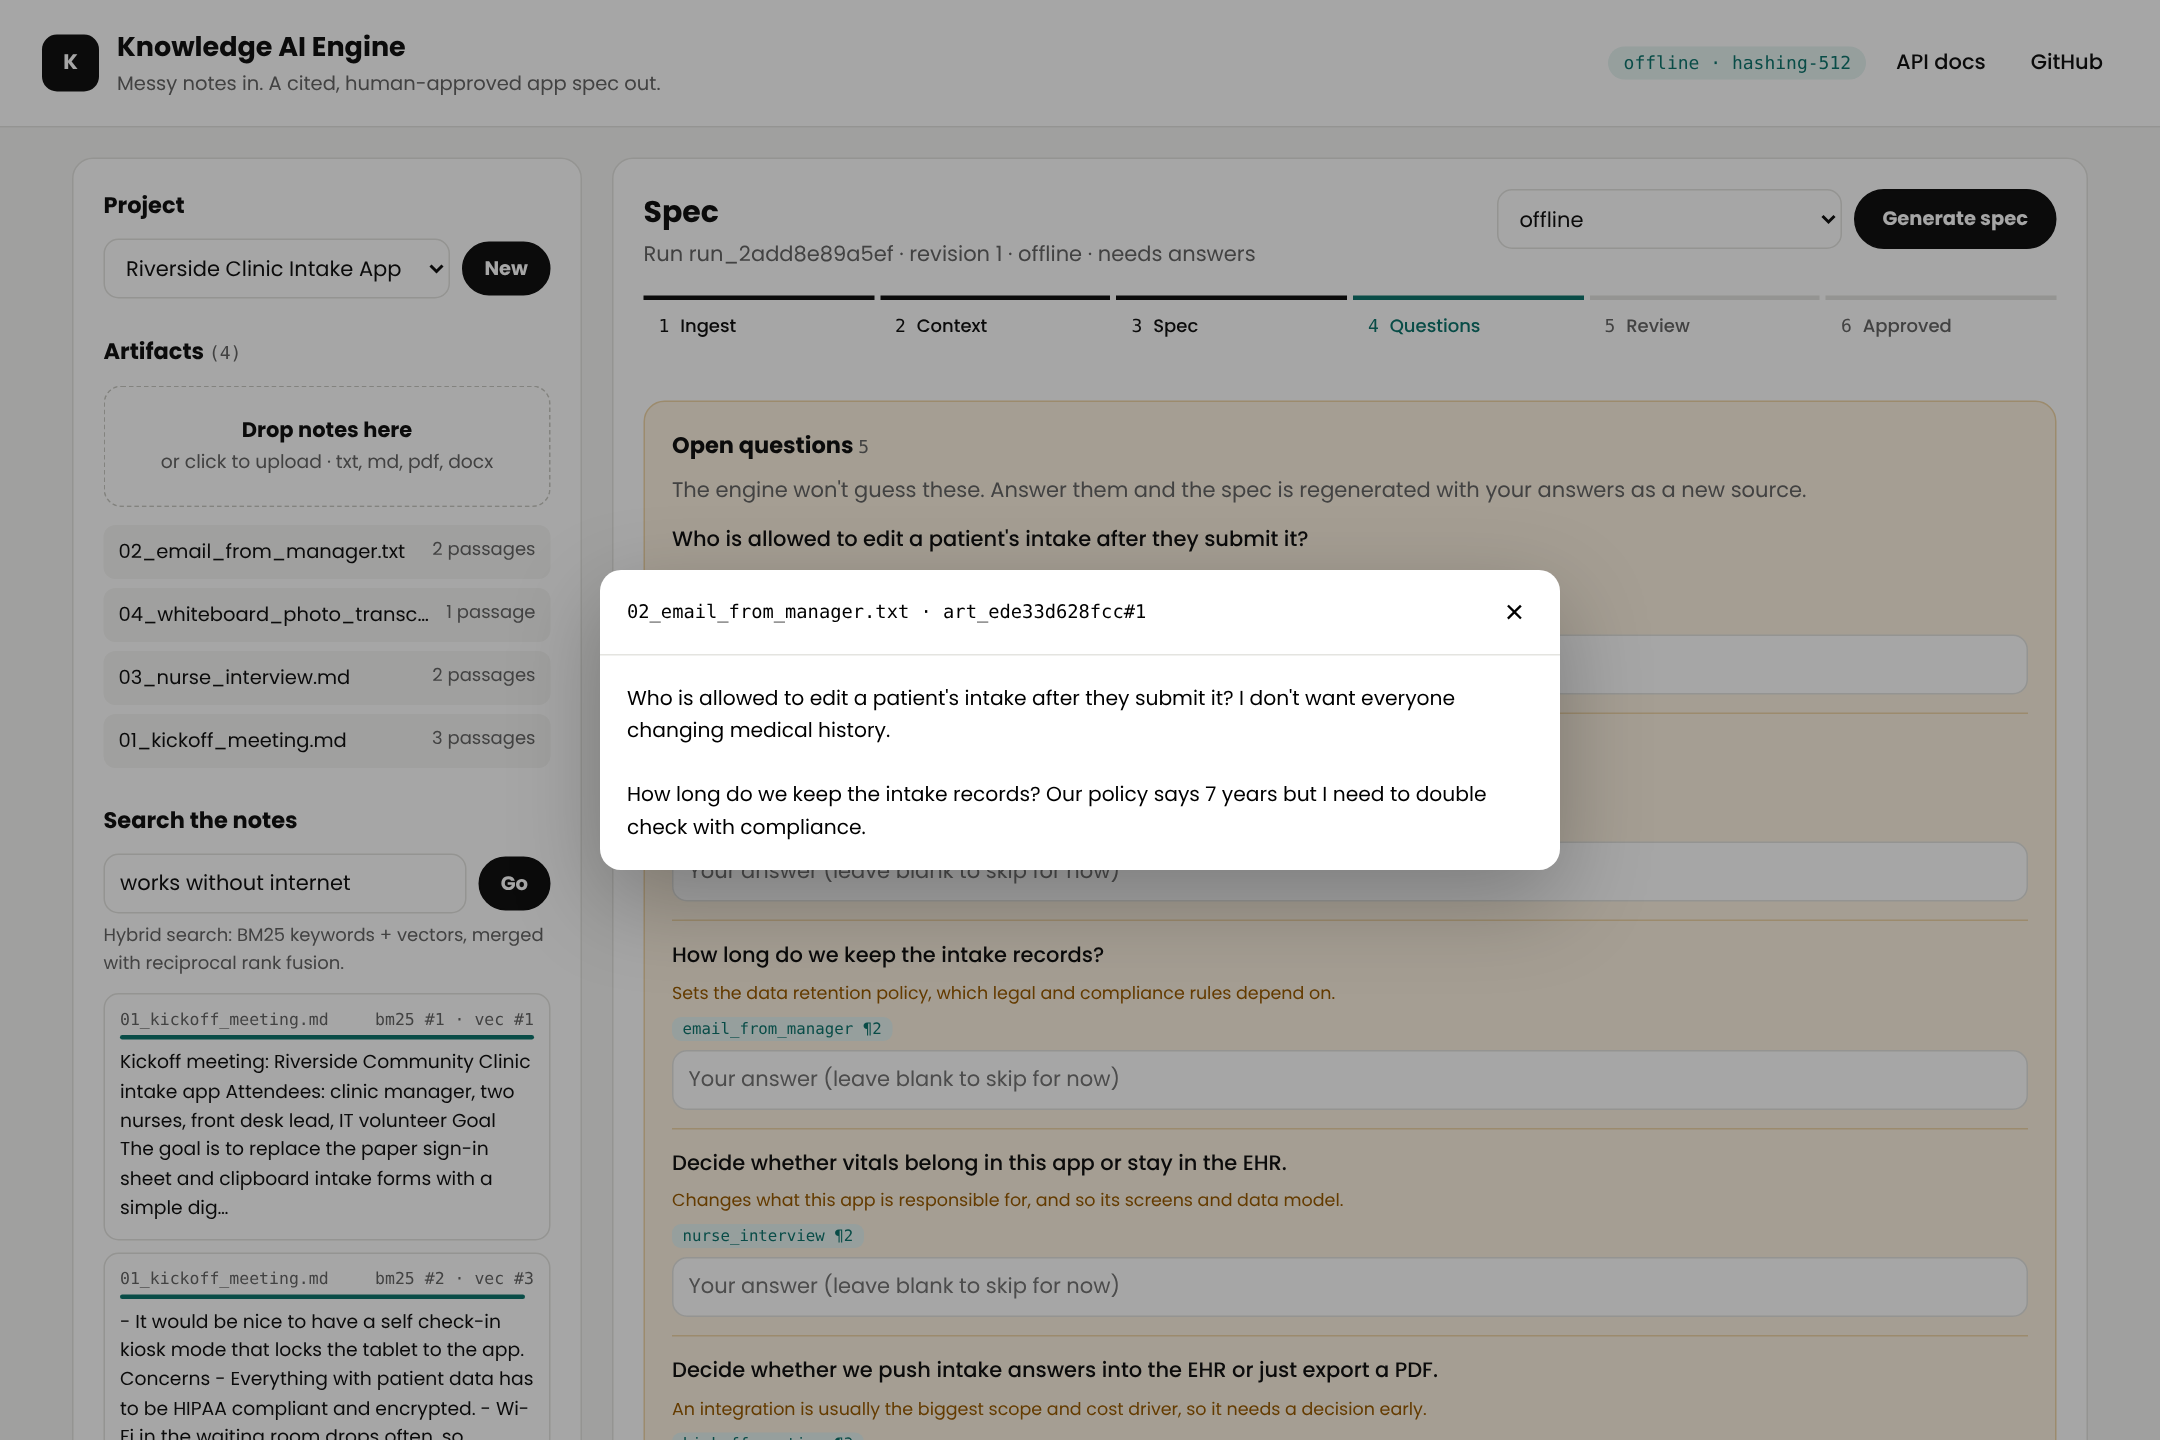 K
Knowledge AI Engine
Messy notes in. A cited, human-approved app spec out.
offline · hashing-512
API docs
GitHub
Project
Riverside Clinic Intake App
New
Artifacts (4)
Drop notes here
or click to upload · txt, md, pdf, docx
02_email_from_manager.txt 2 passages
04_whiteboard_photo_transc… 1 passage
03_nurse_interview.md 2 passages
01_kickoff_meeting.md 3 passages
Search the notes
works without internet
Go
Hybrid search: BM25 keywords + vectors, merged
with reciprocal rank fusion.
01_kickoff_meeting.md bm25 #1 · vec #1
Kickoff meeting: Riverside Community Clinic
intake app Attendees: clinic manager, two
nurses, front desk lead, IT volunteer Goal
The goal is to replace the paper sign-in
sheet and clipboard intake forms with a
simple dig…
01_kickoff_meeting.md bm25 #2 · vec #3
- It would be nice to have a self check-in
kiosk mode that locks the tablet to the app.
Concerns - Everything with patient data has
to be HIPAA compliant and encrypted. - Wi-
Fi in the waiting room drops often, so
Spec
Run run_2add8e89a5ef · revision 1 · offline · needs answers
offline
Generate spec
1 Ingest
2 Context
3 Spec
4 Questions
5 Review
6 Approved
Open questions 5
The engine won't guess these. Answer them and the spec is regenerated with your answers as a new source.
Who is allowed to edit a patient's intake after they submit it?
02_email_from_manager.txt · art_ede33d628fcc#1
✕
Who is allowed to edit a patient's intake after they submit it? I don't want everyone
changing medical history.
How long do we keep the intake records? Our policy says 7 years but I need to double
check with compliance.
Your answer (leave blank to skip for now)
How long do we keep the intake records?
Sets the data retention policy, which legal and compliance rules depend on.
email_from_manager ¶2
Your answer (leave blank to skip for now)
Decide whether vitals belong in this app or stay in the EHR.
Changes what this app is responsible for, and so its screens and data model.
nurse_interview ¶2
Your answer (leave blank to skip for now)
Decide whether we push intake answers into the EHR or just export a PDF.
An integration is usually the biggest scope and cost driver, so it needs a decision early.